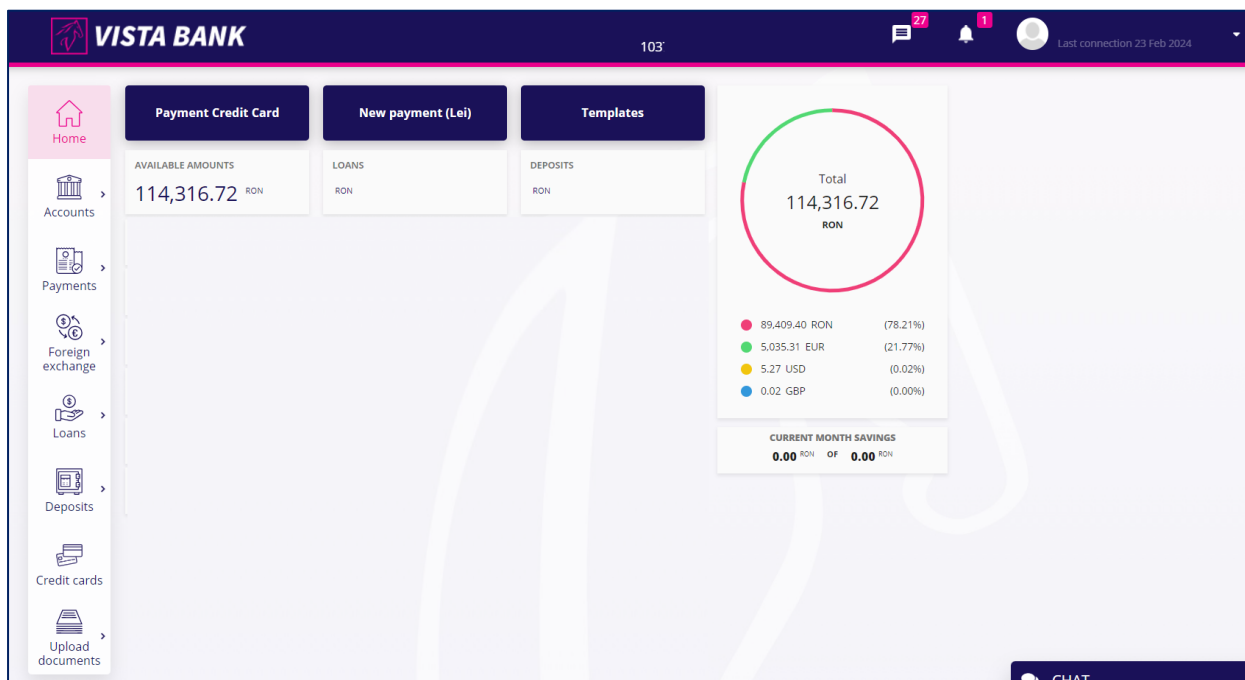 VISTA BANK
103
27
1
Last connection 23 Feb 2024
Home
Accounts
Payments
Foreign
exchange
Loans
Deposits
Credit cards
Upload
documents
Payment Credit Card
New payment (Lei)
Templates
AVAILABLE AMOUNTS
114,316.72 RON
LOANS
RON
DEPOSITS
RON
Total
114,316.72
RON
89,409.40 RON (78.21%)
5,035.31 EUR (21.77%)
5.27 USD (0.02%)
0.02 GBP (0.00%)
CURRENT MONTH SAVINGS
0.00 RON OF 0.00 RON
CHAT